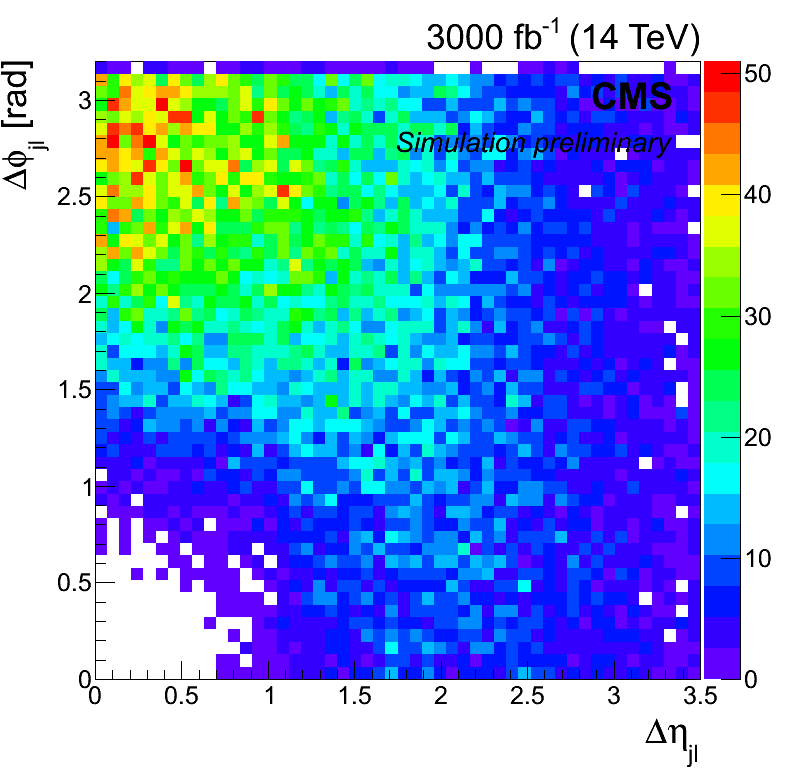 3000 fb-1 (14 TeV)
Δϕjl [rad]
CMS
Simulation preliminary
3
2.5
2
1.5
1
0.5
0
0 0.5 1 1.5 2 2.5 3 3.5
Δηjl
50
40
30
20
10
0